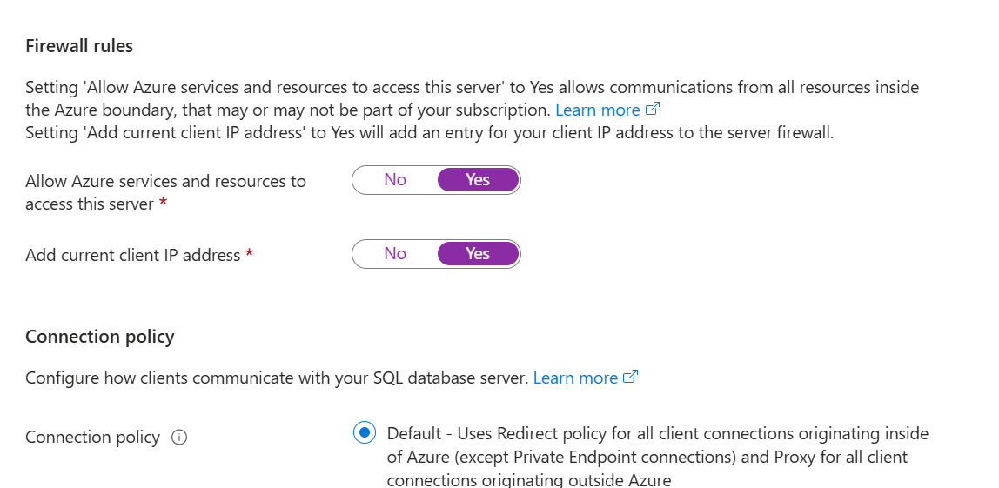 Firewall rules
Setting 'Allow Azure services and resources to access this server' to Yes allows communications from all resources inside
the Azure boundary, that may or may not be part of your subscription. Learn more
Setting 'Add current client IP address' to Yes will add an entry for your client IP address to the server firewall.
Allow Azure services and resources to
access this server *
No Yes
Add current client IP address *
No Yes
Connection policy
Configure how clients communicate with your SQL database server. Learn more
Connection policy
Default - Uses Redirect policy for all client connections originating inside
of Azure (except Private Endpoint connections) and Proxy for all client
connections originating outside Azure